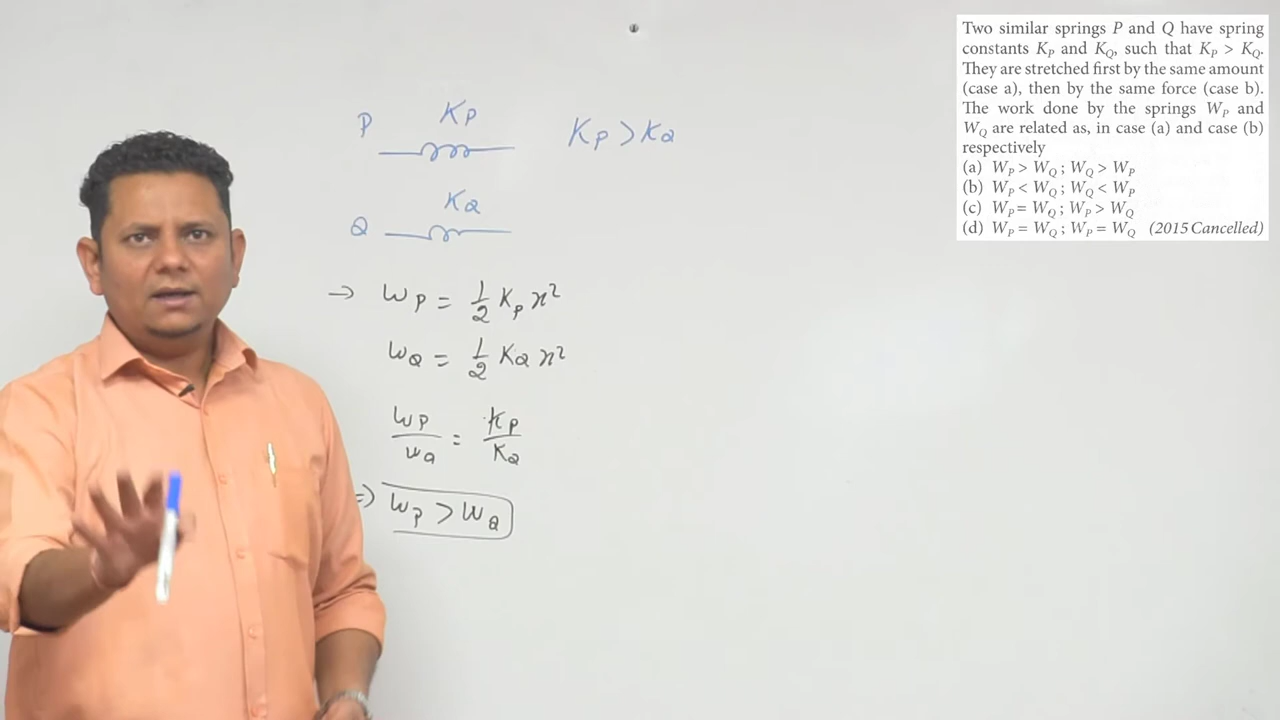 P K_P K_P > K_Q
Q K_Q
→ W_P = 1/2 K_P x²
W_Q = 1/2 K_Q x²
W_P/W_Q = K_P/K_Q
⇒ W_P > W_Q
Two similar springs P and Q have spring
constants K_P and K_Q, such that K_P > K_Q.
They are stretched first by the same amount
(case a), then by the same force (case b).
The work done by the springs W_P and
W_Q are related as, in case (a) and case (b)
respectively
(a) W_P > W_Q ; W_Q > W_P
(b) W_P < W_Q ; W_Q < W_P
(c) W_P = W_Q ; W_P > W_Q
(d) W_P = W_Q ; W_P = W_Q (2015 Cancelled)